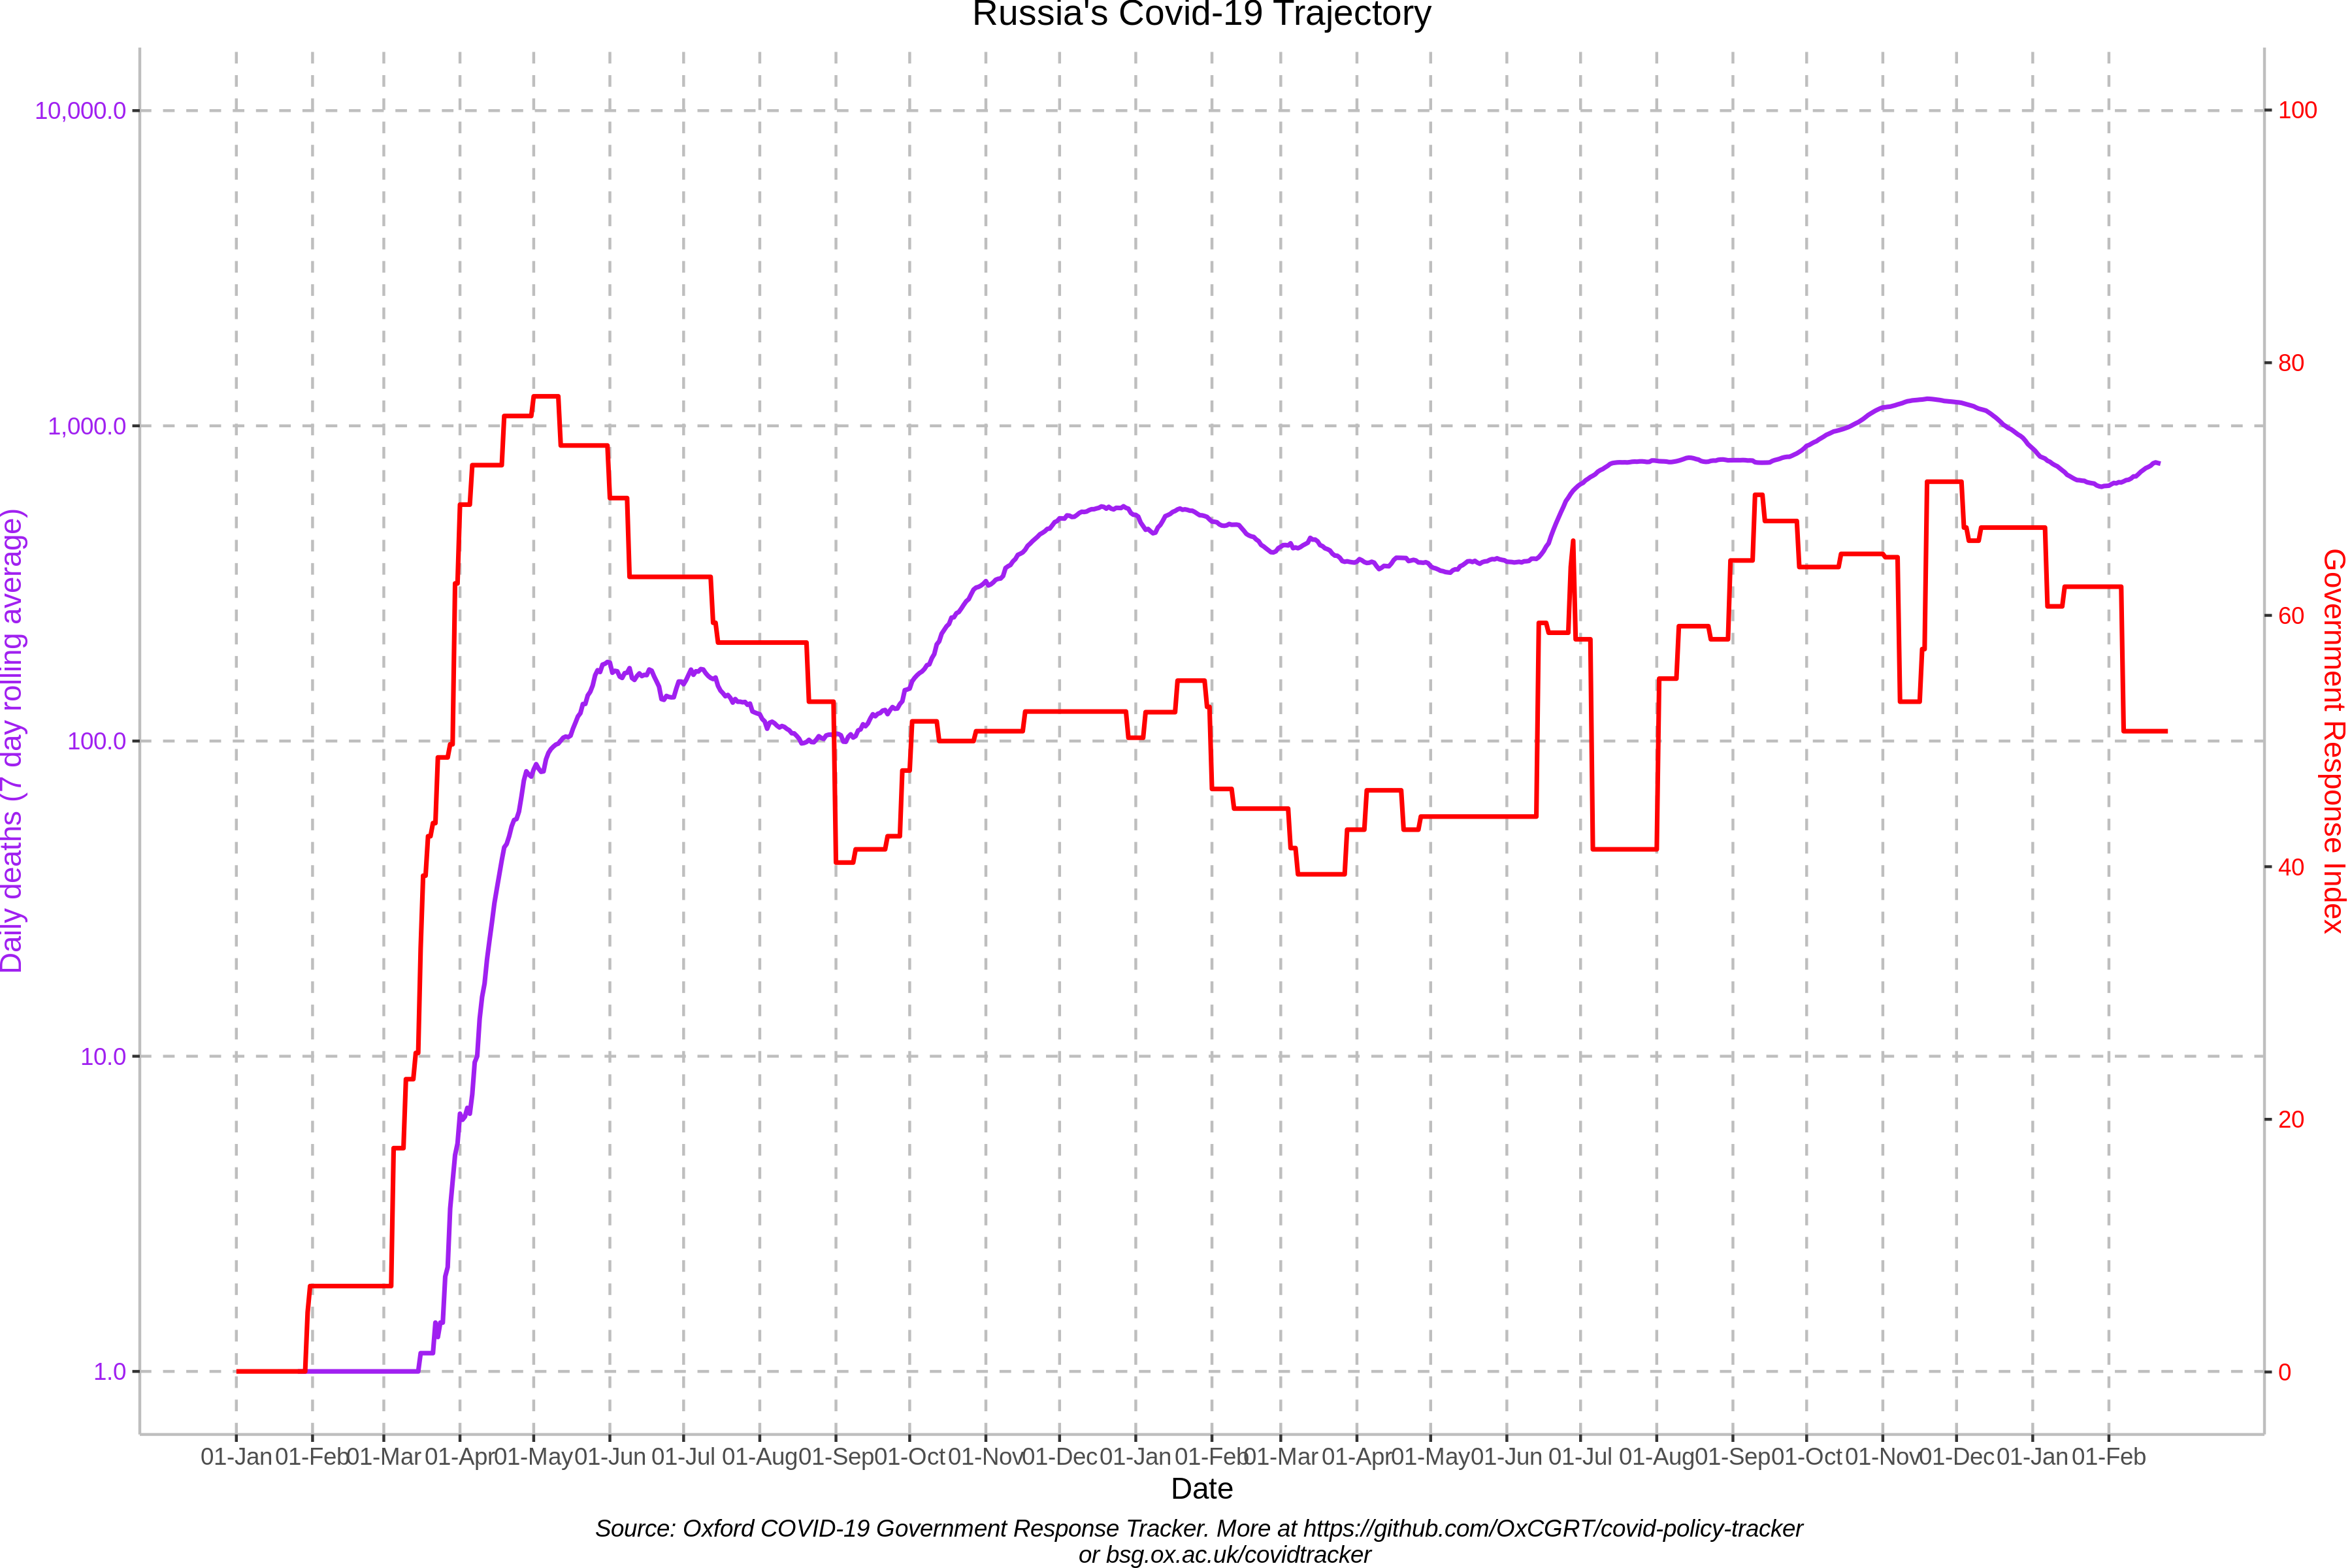 Russia's Covid-19 Trajectory
10,000.0
1,000.0
100.0
10.0
1.0
Daily deaths (7 day rolling average)
100
80
60
40
20
0
Government Response Index
01-Jan 01-Feb 01-Mar 01-Apr 01-May 01-Jun 01-Jul 01-Aug 01-Sep 01-Oct 01-Nov 01-Dec 01-Jan 01-Feb 01-Mar 01-Apr 01-May 01-Jun 01-Jul 01-Aug 01-Sep 01-Oct 01-Nov 01-Dec 01-Jan 01-Feb
Date
Source: Oxford COVID-19 Government Response Tracker. More at https://github.com/OxCGRT/covid-policy-tracker
or bsg.ox.ac.uk/covidtracker